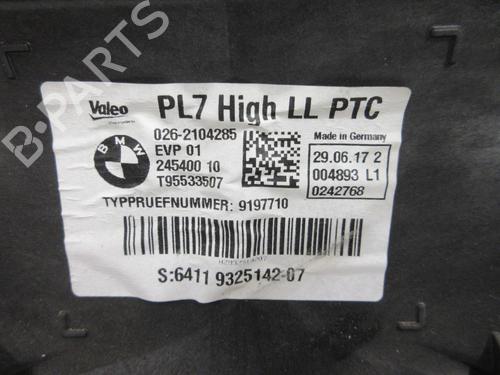 B-PARTS
Valeo PL7 High LL PTC
BMW
026-2104285
EVP 01
245400 10
T95533507
Made in Germany
29.06.17 2
004893 L1
0242768
TYPPRUEFNUMMER: 9197710
S:6411 9325142-07